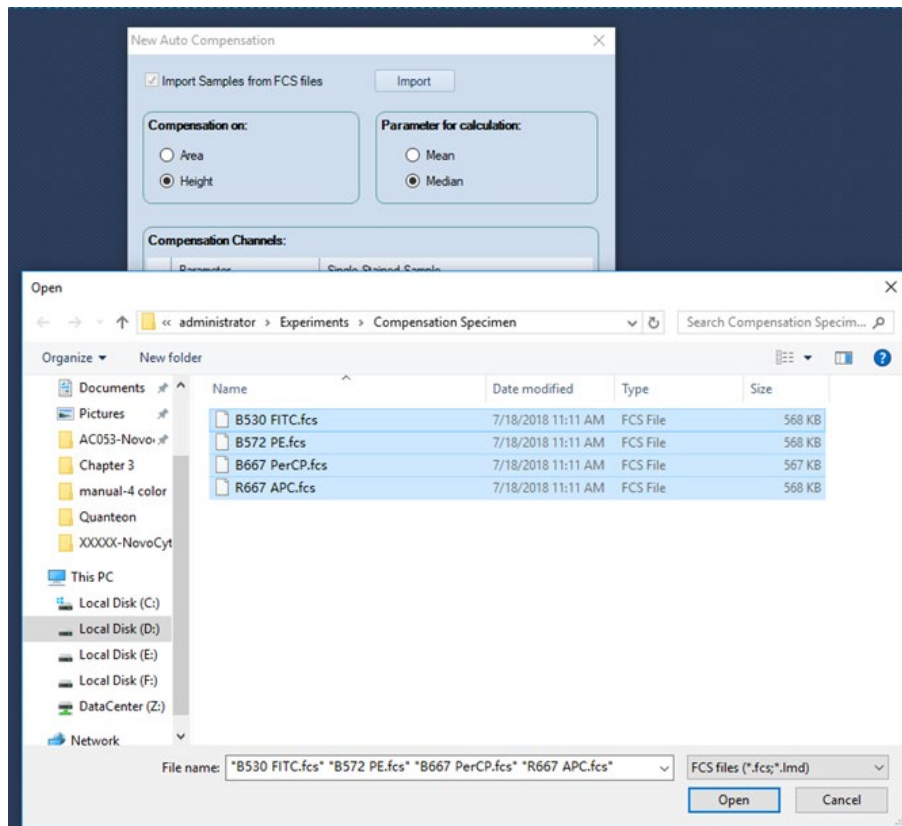 New Auto Compensation
Import Samples from FCS files Import
Compensation on: Parameter for calculation:
Area Mean
Height Median
Compensation Channels:
Parameter Single Stained Sample
Open
« administrator > Experiments > Compensation Specimen Search Compensation Specim...
Organize New folder
Name Date modified Type Size
Documents
Pictures
AC053-Novo
Chapter 3
manual-4 color
Quanteon
XXXXX-NovoCyt
This PC
Local Disk (C:)
Local Disk (D:)
Local Disk (E:)
Local Disk (F:)
DataCenter (Z:)
Network
B530 FITC.fcs 7/18/2018 11:11 AM FCS File 568 KB
B572 PE.fcs 7/18/2018 11:11 AM FCS File 568 KB
B667 PerCP.fcs 7/18/2018 11:11 AM FCS File 567 KB
R667 APC.fcs 7/18/2018 11:11 AM FCS File 568 KB
File name: "B530 FITC.fcs" "B572 PE.fcs" "B667 PerCP.fcs" "R667 APC.fcs" FCS files (*.fcs;*.lmd)
Open Cancel